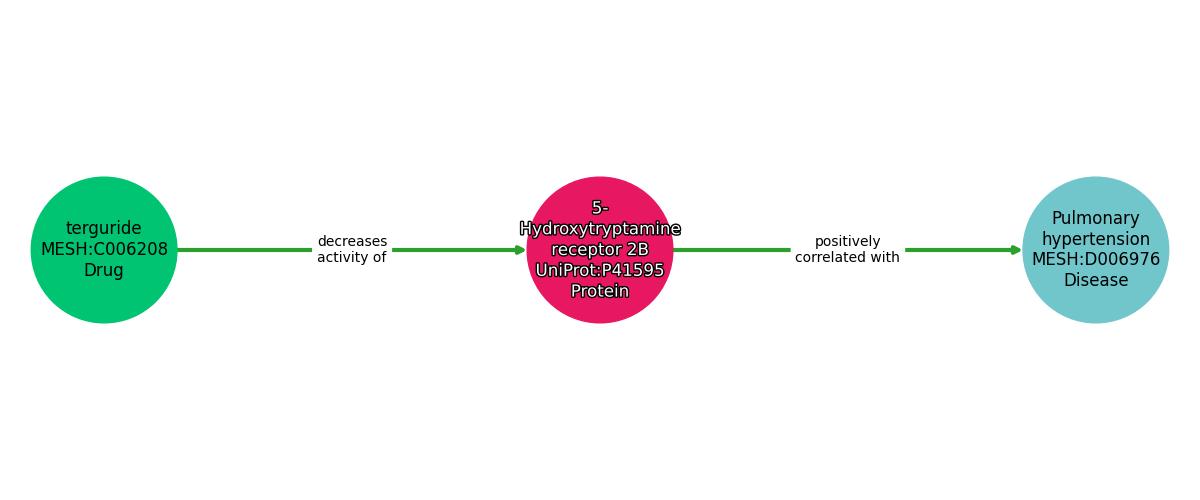 terguride
MESH:C006208
Drug
decreases
activity of
5-
Hydroxytryptamine
receptor 2B
UniProt:P41595
Protein
positively
correlated with
Pulmonary
hypertension
MESH:D006976
Disease